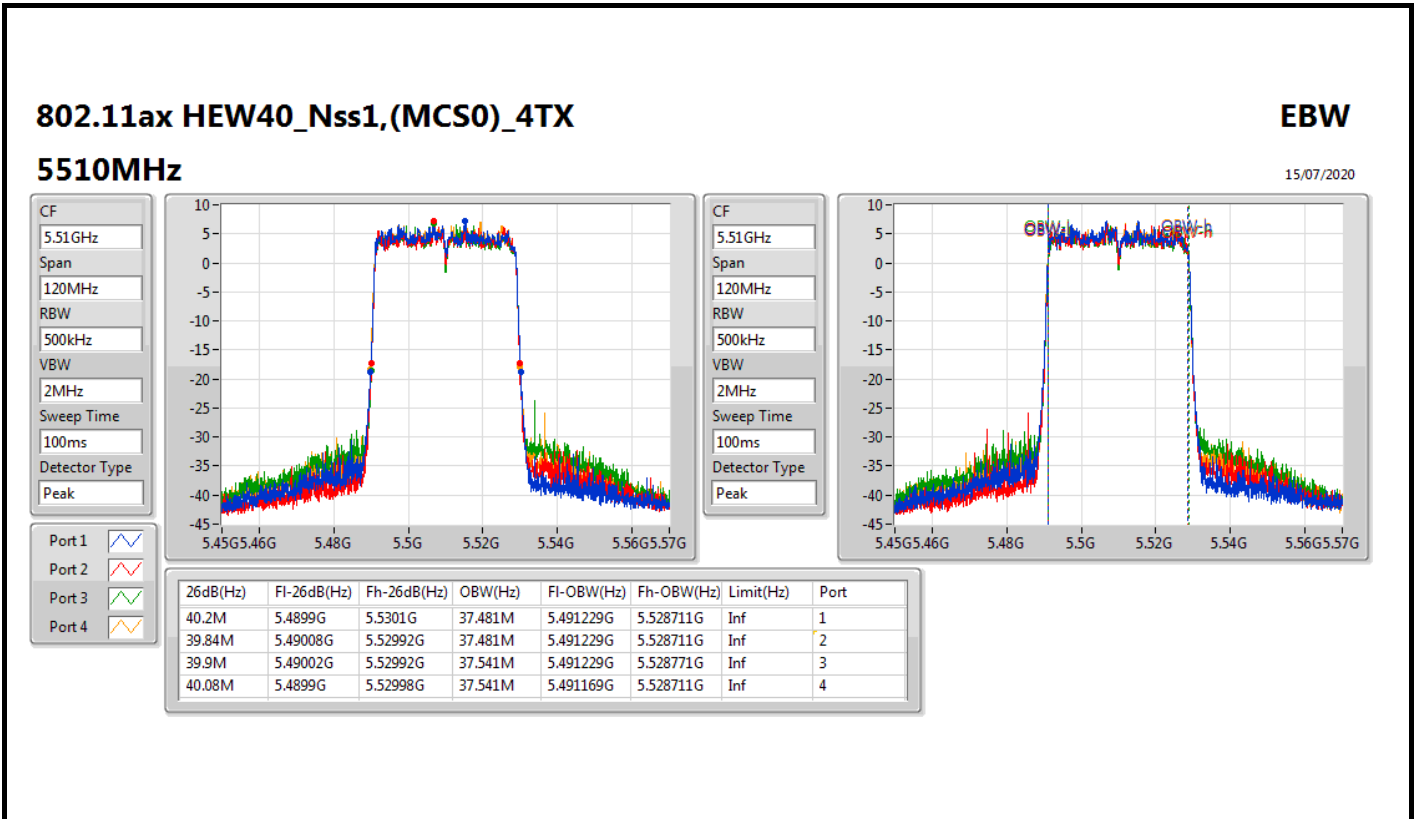 802.11ax HEW40_Nss1,(MCS0)_4TX
EBW
5510MHz
15/07/2020
CF
5.51GHz
Span
120MHz
RBW
500kHz
VBW
2MHz
Sweep Time
100ms
Detector Type
Peak
10
5
0
-5
-10
-15
-20
-25
-30
-35
-40
-45
5.45G 5.46G 5.48G 5.5G 5.52G 5.54G 5.56G 5.57G
CF
5.51GHz
Span
120MHz
RBW
500kHz
VBW
2MHz
Sweep Time
100ms
Detector Type
Peak
10
5
0
-5
-10
-15
-20
-25
-30
-35
-40
-45
OBW-h
5.45G 5.46G 5.48G 5.5G 5.52G 5.54G 5.56G 5.57G
Port 1
Port 2
Port 3
Port 4
26dB(Hz) Fl-26dB(Hz) Fh-26dB(Hz) OBW(Hz) Fl-OBW(Hz) Fh-OBW(Hz) Limit(Hz) Port
40.2M 5.4899G 5.5301G 37.481M 5.491229G 5.528711G Inf 1
39.84M 5.49008G 5.52992G 37.481M 5.491229G 5.528711G Inf 2
39.9M 5.49002G 5.52992G 37.541M 5.491229G 5.528771G Inf 3
40.08M 5.4899G 5.52998G 37.541M 5.491169G 5.528711G Inf 4